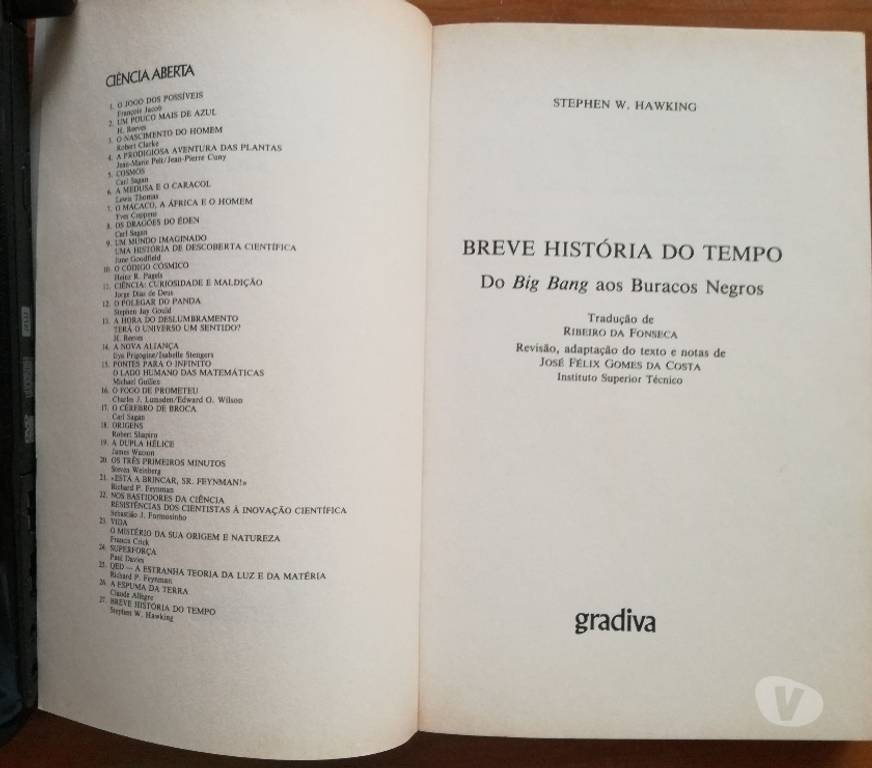 CIÊNCIA ABERTA
1. O JOGO DOS POSSÍVEIS
François Jacob
2. UM POUCO MAIS DE AZUL
H. Reeves
3. O NASCIMENTO DO HOMEM
Robert Clarke
4. A PRODIGIOSA AVENTURA DAS PLANTAS
Jean-Marie Pelt/Jean-Pierre Cuny
5. COSMOS
Carl Sagan
6. A MEDUSA E O CARACOL
Lewis Thomas
7. O MACACO, A ÁFRICA E O HOMEM
Yves Coppens
8. OS DRAGÕES DO ÉDEN
Carl Sagan
9. UM MUNDO IMAGINADO
UMA HISTÓRIA DE DESCOBERTA CIENTÍFICA
June Goodfield
10. O CÓDIGO CÓSMICO
Heinz R. Pagels
11. CIÊNCIA: CURIOSIDADE E MALDIÇÃO
Jorge Dias de Deus
12. O POLEGAR DO PANDA
Stephen Jay Gould
13. A HORA DO DESLUMBRAMENTO
TERÁ O UNIVERSO UM SENTIDO?
H. Reeves
14. A NOVA ALIANÇA
Ilya Prigogine/Isabelle Stengers
15. PONTES PARA O INFINITO
O LADO HUMANO DAS MATEMÁTICAS
Michael Guillen
16. O FOGO DE PROMETEU
Charles J. Lumsden/Edward O. Wilson
17. O CÉREBRO DE BROCA
Carl Sagan
18. ORIGENS
Robert Shapiro
19. A DUPLA HÉLICE
James Watson
20. OS TRÊS PRIMEIROS MINUTOS
Steven Weinberg
21. «ESTÁ A BRINCAR, SR. FEYNMAN!»
Richard P. Feynman
22. NOS BASTIDORES DA CIÊNCIA
RESISTÊNCIAS DOS CIENTISTAS À INOVAÇÃO CIENTÍFICA
Sebastião J. Formosinho
23. VIDA
O MISTÉRIO DA SUA ORIGEM E NATUREZA
Francis Crick
24. SUPERFORÇA
Paul Davies
25. QED — A ESTRANHA TEORIA DA LUZ E DA MATÉRIA
Richard P. Feynman
26. A ESPUMA DA TERRA
Claude Allègre
27. BREVE HISTÓRIA DO TEMPO
Stephen W. Hawking
STEPHEN W. HAWKING
BREVE HISTÓRIA DO TEMPO
Do Big Bang aos Buracos Negros
Tradução de
RIBEIRO DA FONSECA
Revisão, adaptação do texto e notas de
JOSÉ FÉLIX GOMES DA COSTA
Instituto Superior Técnico
gradiva
V